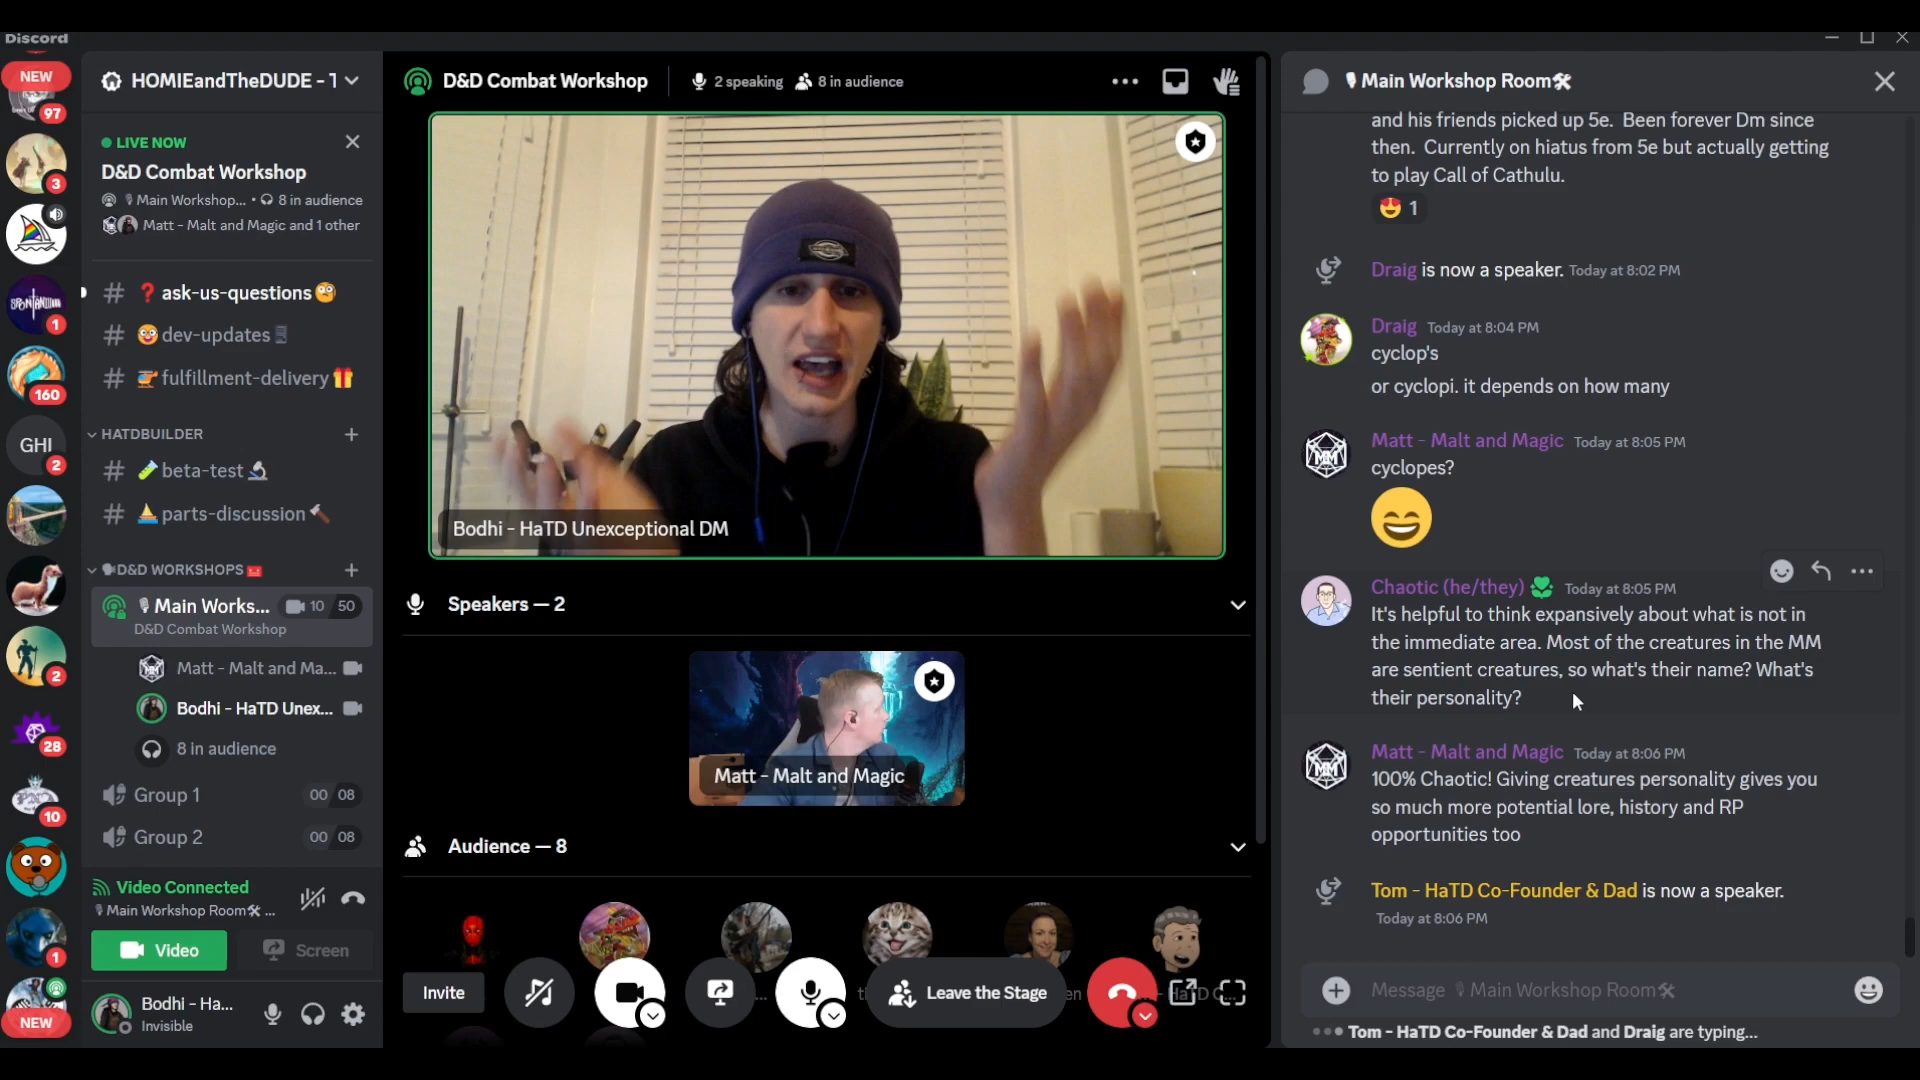 Discord
NEW
97
3
1
160
GHI
2
2
28
10
1
NEW
HOMIEandTheDUDE - T
LIVE NOW
D&D Combat Workshop
Main Workshop... • 8 in audience
Matt - Malt and Magic and 1 other
# ❓ask-us-questions🧐
# dev-updates
# fulfillment-delivery🎁
HATDBUILDER
# 🧪beta-test🔬
# ⛵parts-discussion🔨
D&D WORKSHOPS
🎙Main Works... 10 50
D&D Combat Workshop
Matt - Malt and Ma...
Bodhi - HaTD Unex...
8 in audience
Group 1 00 08
Group 2 00 08
Video Connected
🎙Main Workshop Room🛠 ...
Video
Screen
Bodhi - Ha...
Invisible
D&D Combat Workshop
2 speaking
8 in audience
Bodhi - HaTD Unexceptional DM
Speakers — 2
Matt - Malt and Magic
MM
Audience — 8
Invite
Leave the Stage
🎙Main Workshop Room🛠
and his friends picked up 5e. Been forever Dm since
then. Currently on hiatus from 5e but actually getting
to play Call of Cathulu.
😍 1
Draig is now a speaker. Today at 8:02 PM
Draig Today at 8:04 PM
cyclop's
or cyclopi. it depends on how many
Matt - Malt and Magic Today at 8:05 PM
cyclopes?
😄
Chaotic (he/they) Today at 8:05 PM
It's helpful to think expansively about what is not in
the immediate area. Most of the creatures in the MM
are sentient creatures, so what's their name? What's
their personality?
Matt - Malt and Magic Today at 8:06 PM
100% Chaotic! Giving creatures personality gives you
so much more potential lore, history and RP
opportunities too
Tom - HaTD Co-Founder & Dad is now a speaker.
Today at 8:06 PM
Message 🎙Main Workshop Room🛠
Tom - HaTD Co-Founder & Dad and Draig are typing...